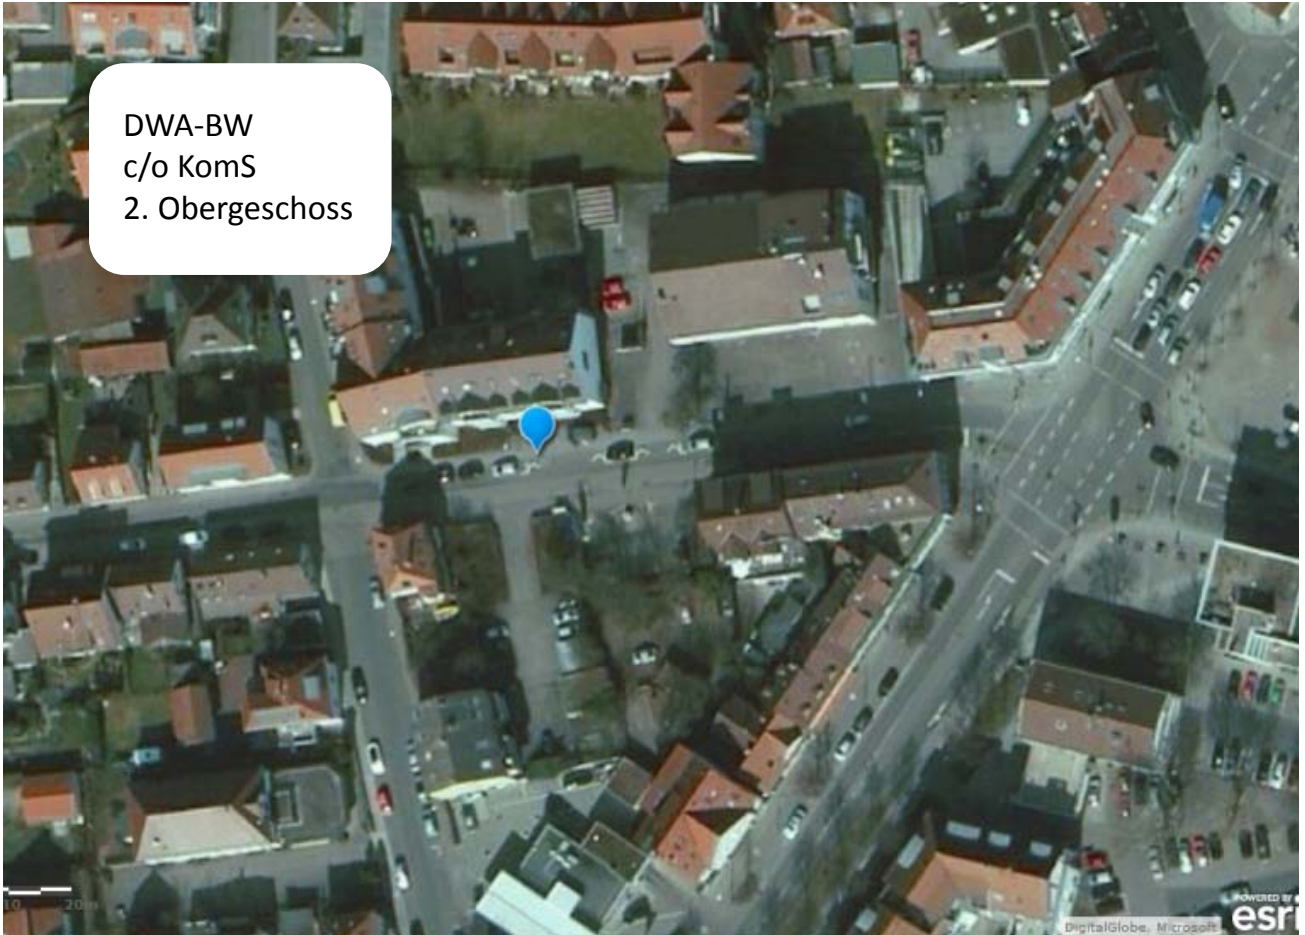 DWA-BW
c/o KomS
2. Obergeschoss
10 20m
POWERED BY
esri
DigitalGlobe, Microsoft